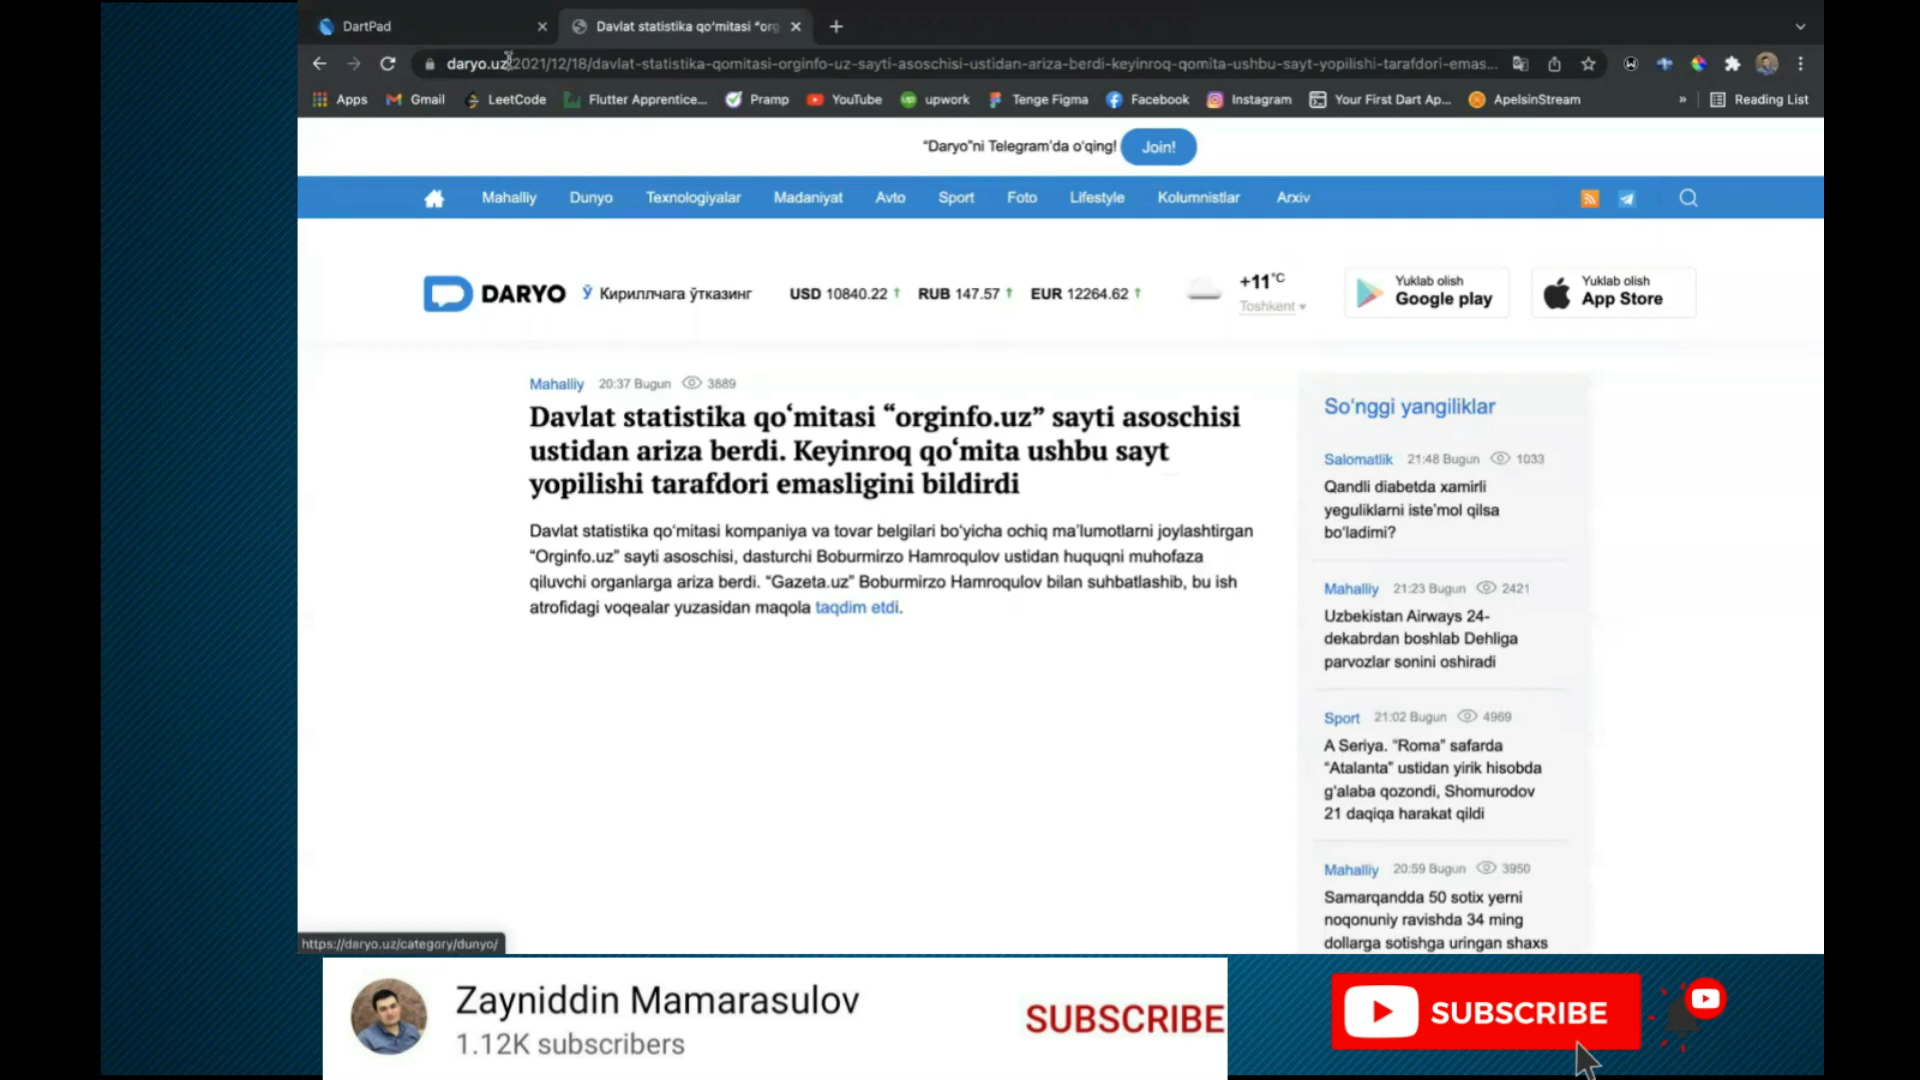 DartPad
Davlat statistika qo‘mitasi “org
daryo.uz/2021/12/18/davlat-statistika-qomitasi-orginfo-uz-sayti-asoschisi-ustidan-ariza-berdi-keyinroq-qomita-ushbu-sayt-yopilishi-tarafdori-emas...
Apps Gmail LeetCode Flutter Apprentice... Pramp YouTube upwork Tenge Figma Facebook Instagram Your First Dart Ap... ApelsinStream » Reading List
“Daryo”ni Telegram’da o‘qing! Join!
Mahalliy Dunyo Texnologiyalar Madaniyat Avto Sport Foto Lifestyle Kolumnistlar Arxiv
DARYO Ў Кириллчага ўтказинг USD 10840.22 ↑ RUB 147.57 ↑ EUR 12264.62 ↑
+11°C
Toshkent
Yuklab olish
Google play
Yuklab olish
App Store
Mahalliy 20:37 Bugun 3889
Davlat statistika qo‘mitasi “orginfo.uz” sayti asoschisi
ustidan ariza berdi. Keyinroq qo‘mita ushbu sayt
yopilishi tarafdori emasligini bildirdi
Davlat statistika qo‘mitasi kompaniya va tovar belgilari bo‘yicha ochiq ma’lumotlarni joylashtirgan
“Orginfo.uz” sayti asoschisi, dasturchi Boburmirzo Hamroqulov ustidan huquqni muhofaza
qiluvchi organlarga ariza berdi. “Gazeta.uz” Boburmirzo Hamroqulov bilan suhbatlashib, bu ish
atrofidagi voqealar yuzasidan maqola taqdim etdi.
So‘nggi yangiliklar
Salomatlik 21:48 Bugun 1033
Qandli diabetda xamirli
yeguliklarni iste’mol qilsa
bo‘ladimi?
Mahalliy 21:23 Bugun 2421
Uzbekistan Airways 24-
dekabrdan boshlab Dehliga
parvozlar sonini oshiradi
Sport 21:02 Bugun 4969
A Seriya. “Roma” safarda
“Atalanta” ustidan yirik hisobda
g‘alaba qozondi, Shomurodov
21 daqiqa harakat qildi
Mahalliy 20:59 Bugun 3950
Samarqandda 50 sotix yerni
noqonuniy ravishda 34 ming
dollarga sotishga uringan shaxs
https://daryo.uz/category/dunyo/
Zayniddin Mamarasulov
1.12K subscribers
SUBSCRIBE
SUBSCRIBE